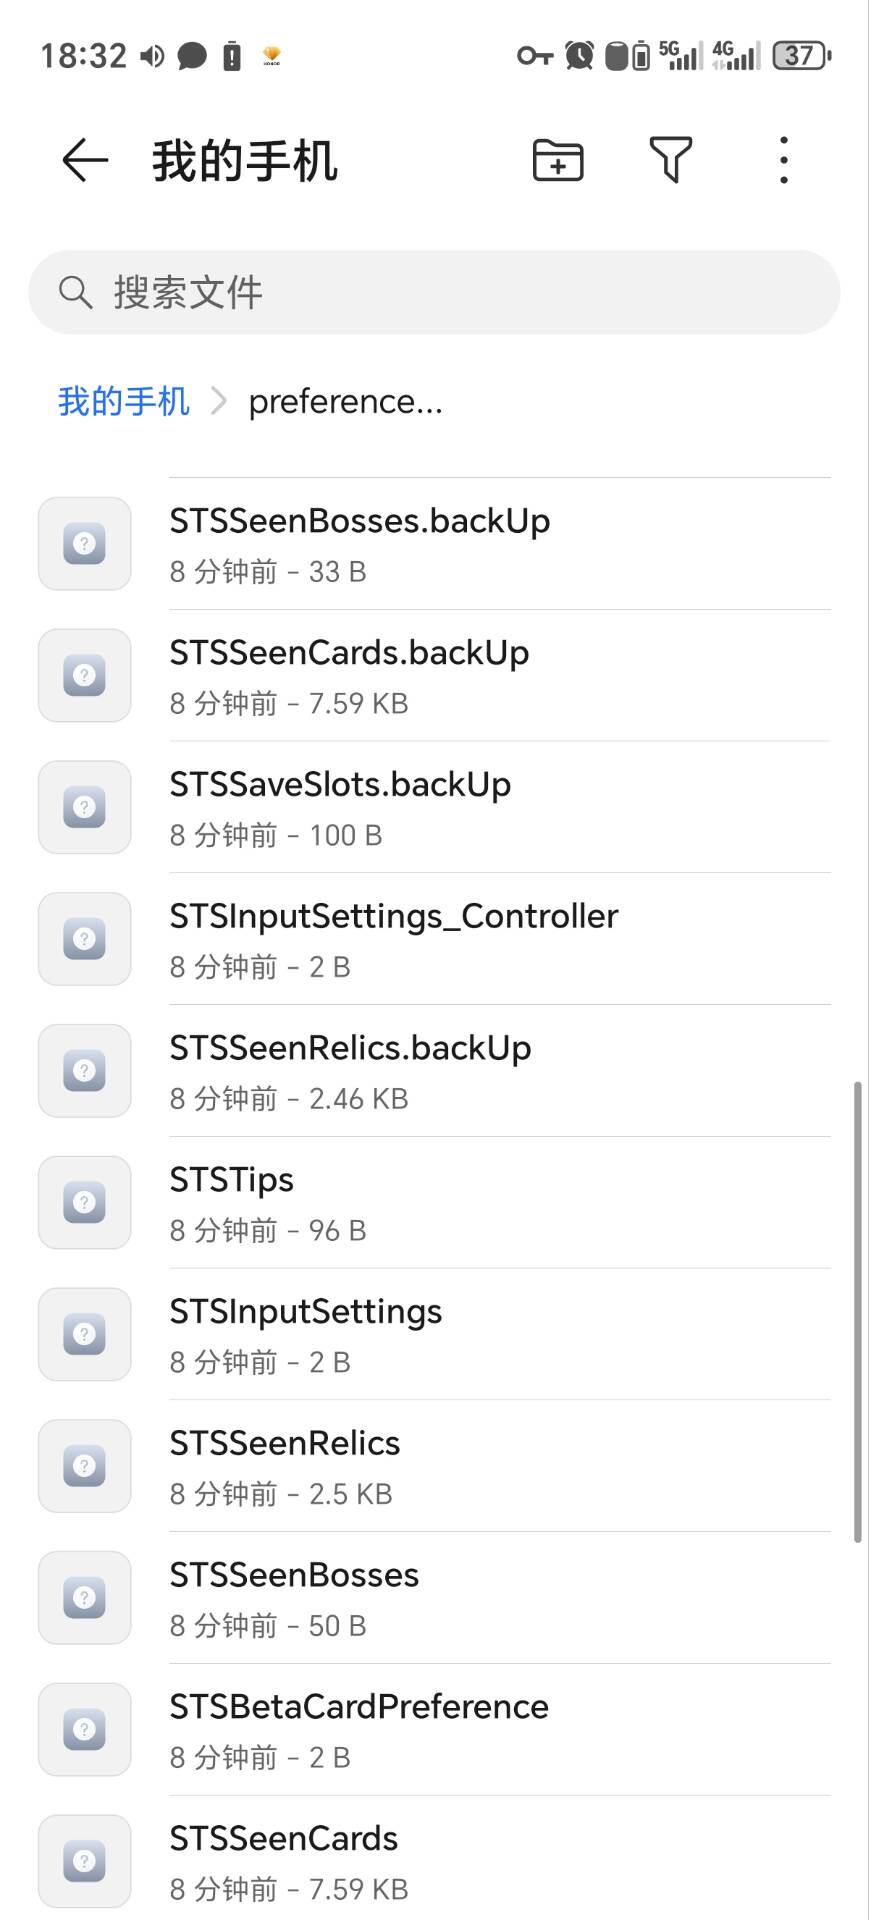 18:32
5G
4G
37
我的手机
搜索文件
我的手机 preference...
STSSeenBosses.backUp
8 分钟前 – 33 B
STSSeenCards.backUp
8 分钟前 – 7.59 KB
STSSaveSlots.backUp
8 分钟前 – 100 B
STSInputSettings_Controller
8 分钟前 – 2 B
STSSeenRelics.backUp
8 分钟前 – 2.46 KB
STSTips
8 分钟前 – 96 B
STSInputSettings
8 分钟前 – 2 B
STSSeenRelics
8 分钟前 – 2.5 KB
STSSeenBosses
8 分钟前 – 50 B
STSBetaCardPreference
8 分钟前 – 2 B
STSSeenCards
8 分钟前 – 7.59 KB